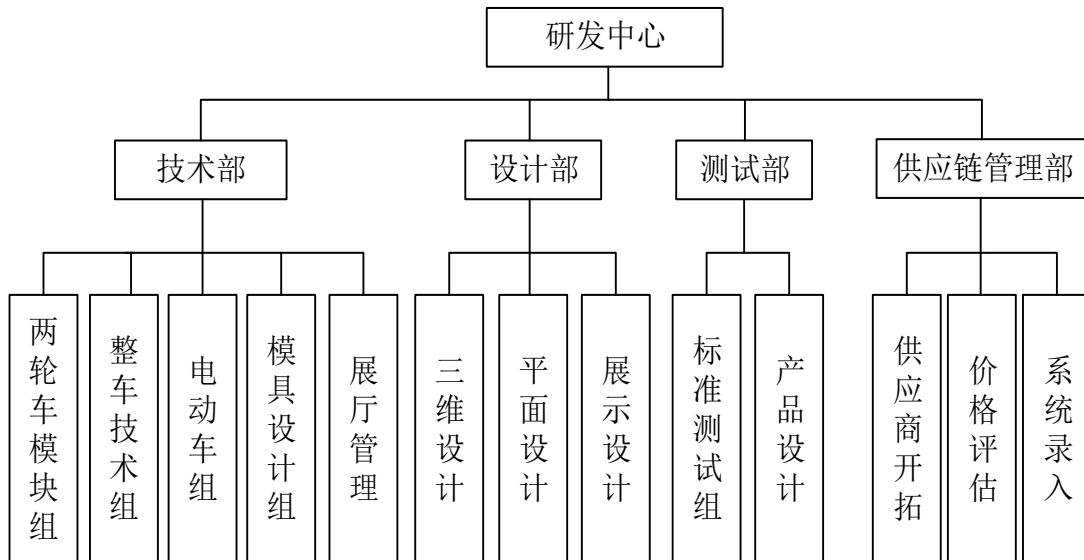 研发中心
技术部
设计部
测试部
供应链管理部
两轮车模块组
整车技术组
电动车组
模具设计组
展厅管理
三维设计
平面设计
展示设计
标准测试组
产品设计
供应商开拓
价格评估
系统录入